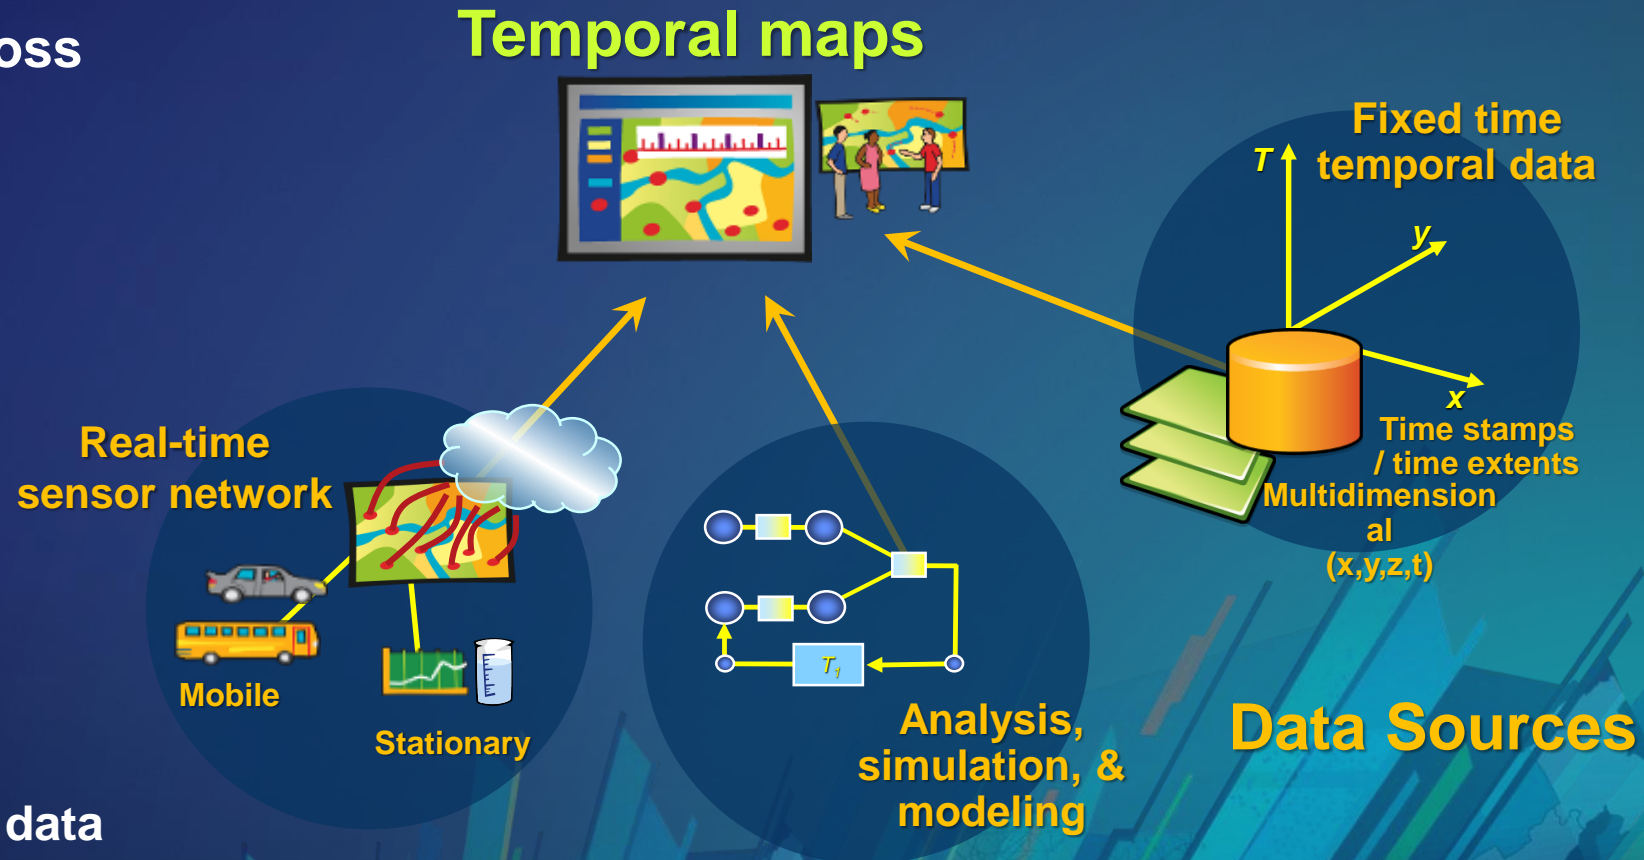 oss
Temporal maps
Fixed time
temporal data
T
y
x
Time stamps
/ time extents
Multidimension
al
(x,y,z,t)
Real-time
sensor network
Mobile
Stationary
T1
Analysis,
simulation, &
modeling
Data Sources
data